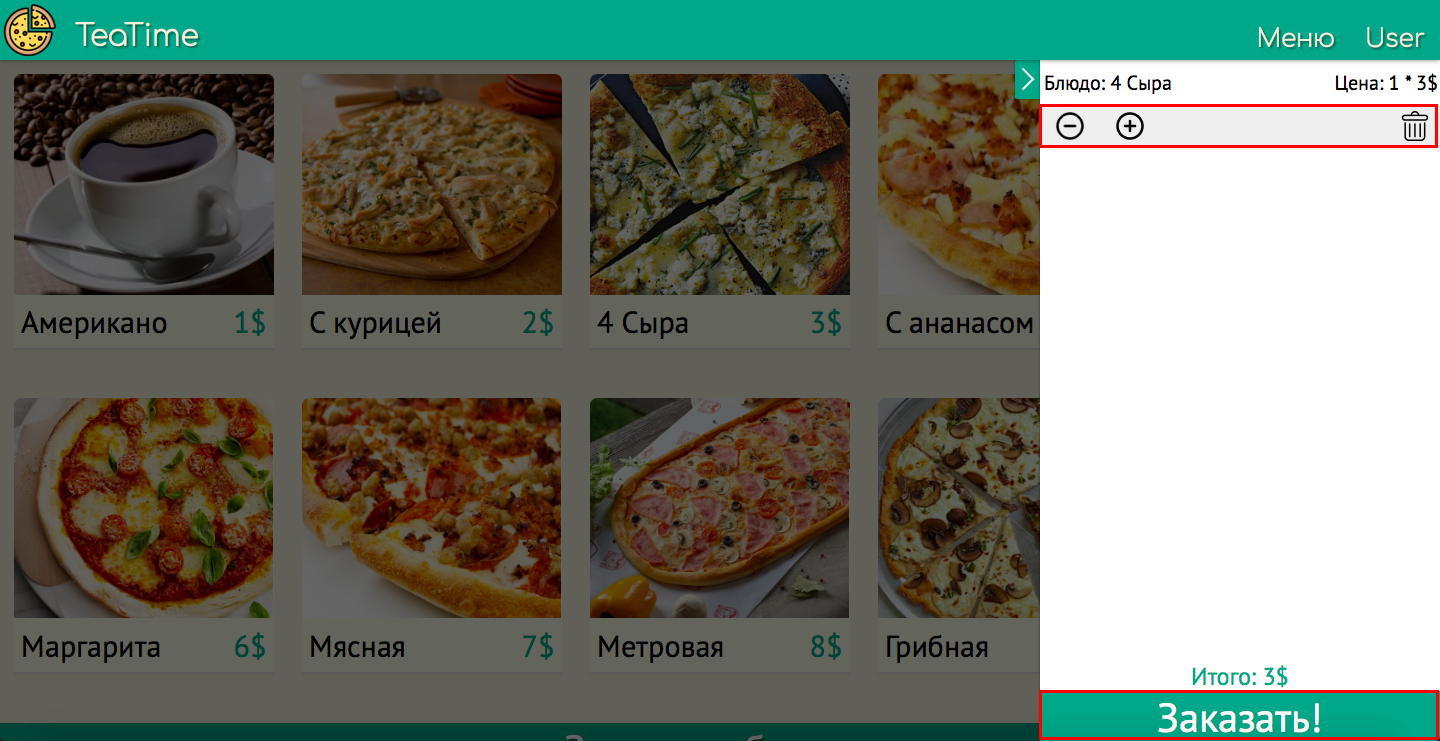 TeaTime
Меню User
Блюдо: 4 Сыра Цена: 1 * 3$
Американо 1$
С курицей 2$
4 Сыра 3$
С ананасом
Маргарита 6$
Мясная 7$
Метровая 8$
Грибная
Итого: 3$
Заказать!